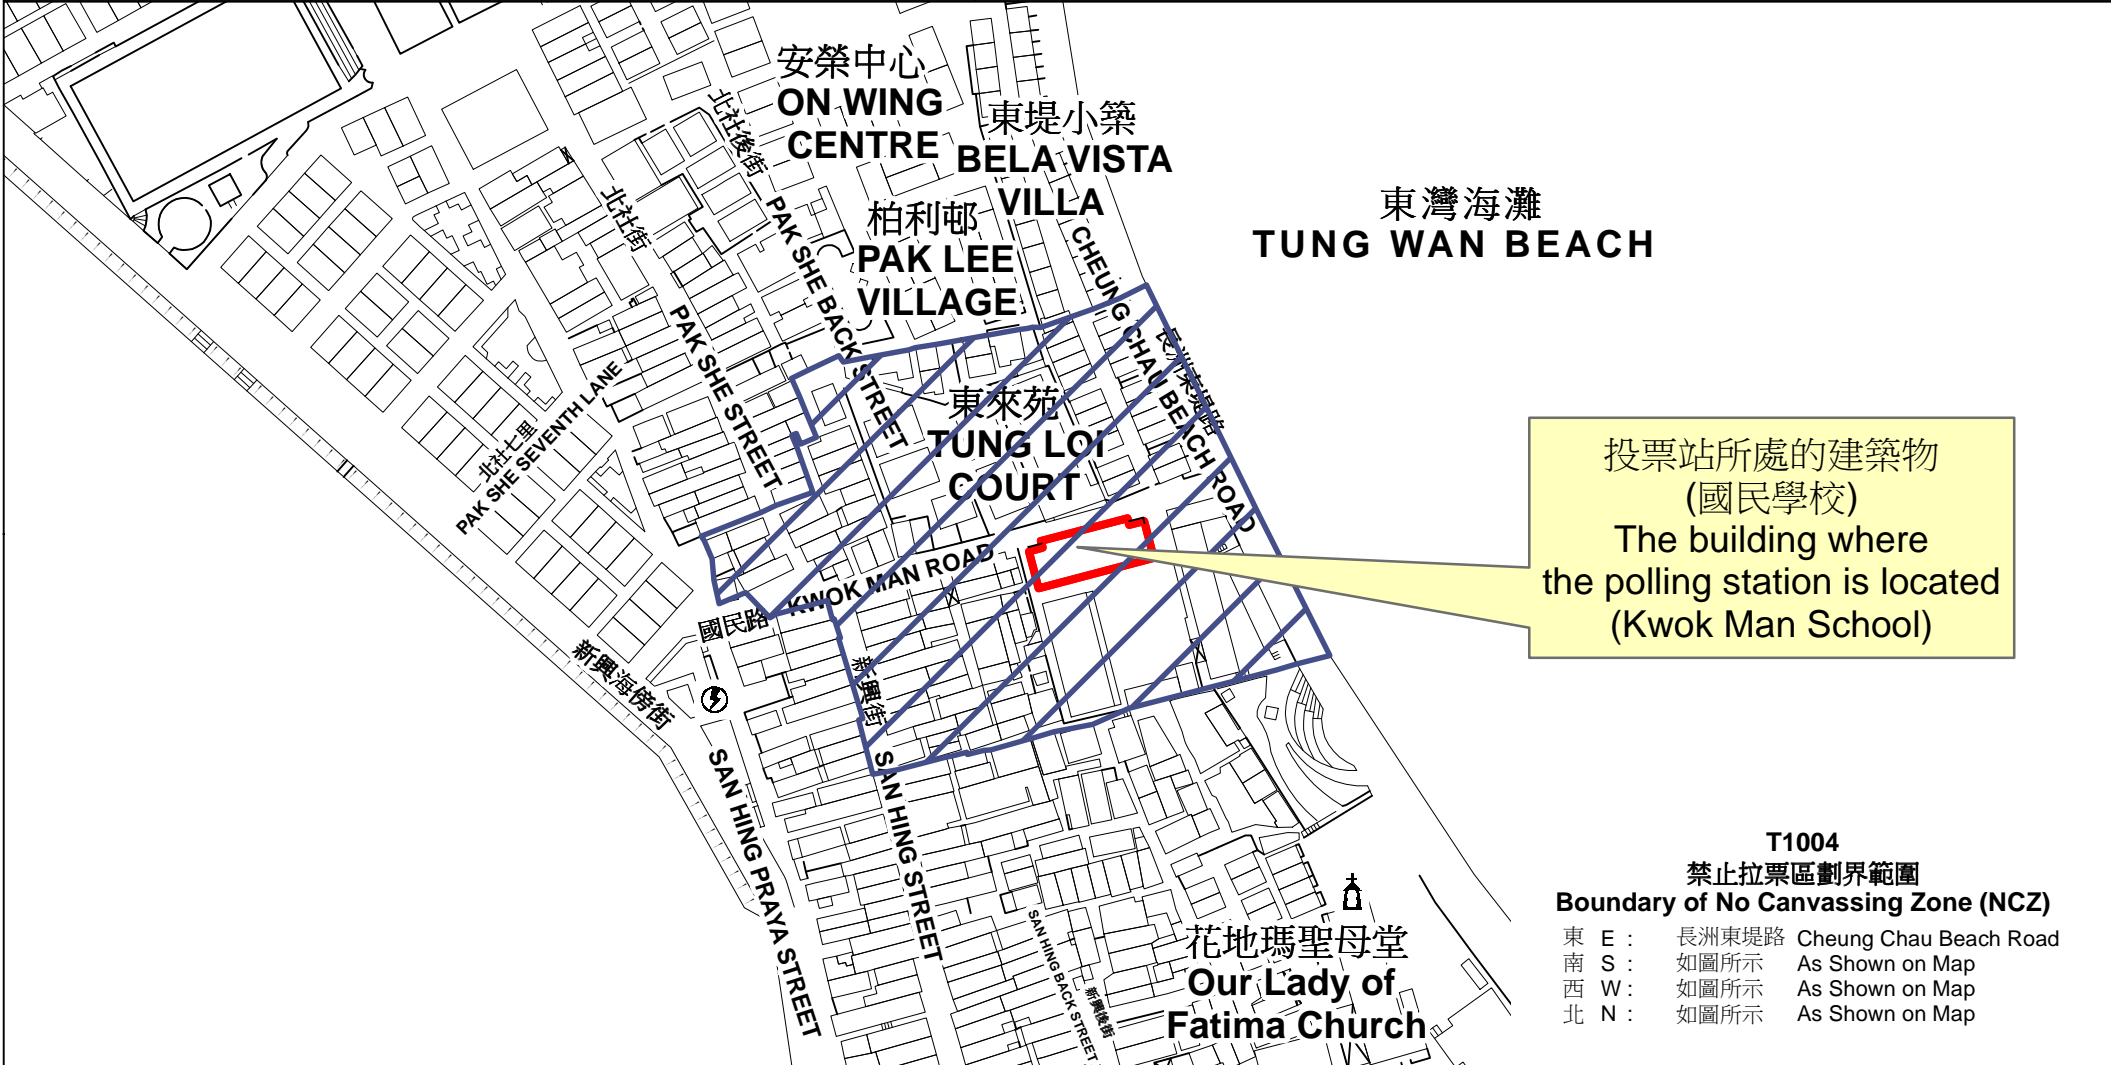 安榮中心
ON WING
CENTRE
東堤小築
BELA VISTA
VILLA
柏利邨
PAK LEE
VILLAGE
東灣海灘
TUNG WAN BEACH
北社後街
PAK SHE BACK STREET
北社街
PAK SHE STREET
CHEUNG CHAU BEACH ROAD
長洲東堤路
北社七里
PAK SHE SEVENTH LANE
東來苑
TUNG LOI
COURT
KWOK MAN ROAD
國民路
投票站所處的建築物
(國民學校)
The building where
the polling station is located
(Kwok Man School)
新興海傍街
SAN HING PRAYA STREET
新興街
SAN HING STREET
SAN HING BACK STREET
新興後街
花地瑪聖母堂
Our Lady of
Fatima Church
T1004
禁止拉票區劃界範圍
Boundary of No Canvassing Zone (NCZ)
東 E : 長洲東堤路 Cheung Chau Beach Road
南 S : 如圖所示 As Shown on Map
西 W : 如圖所示 As Shown on Map
北 N : 如圖所示 As Shown on Map